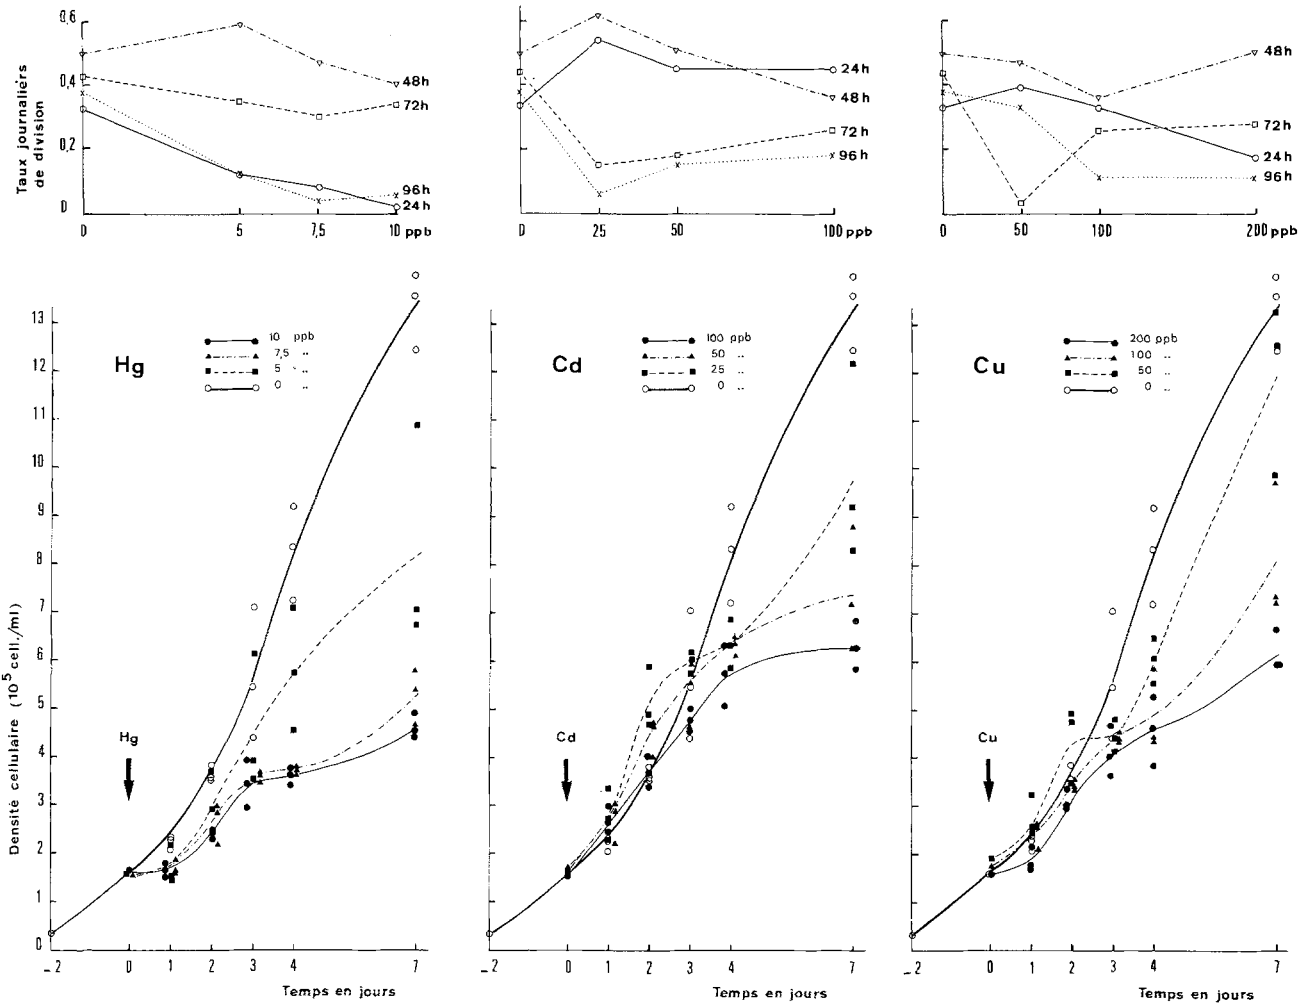 Taux journaliers
de division
0,6
0,4
0,2
0
48h
72h
96h
24h
0 5 7,5 10 ppb
24h
48h
72h
96h
0 25 50 100 ppb
48h
72h
24h
96h
0 50 100 200 ppb
Densité cellulaire (10⁵ cell./ml)
13
12
11
10
9
8
7
6
5
4
3
2
1
0
Hg
10 ppb
7,5 „
5 „
0 „
Hg
-2 0 1 2 3 4 7
Temps en jours
Cd
100 ppb
50 „
25 „
0 „
Cd
-2 0 1 2 3 4 7
Temps en jours
Cu
200 ppb
100 „
50 „
0 „
Cu
-2 0 1 2 3 4 7
Temps en jours